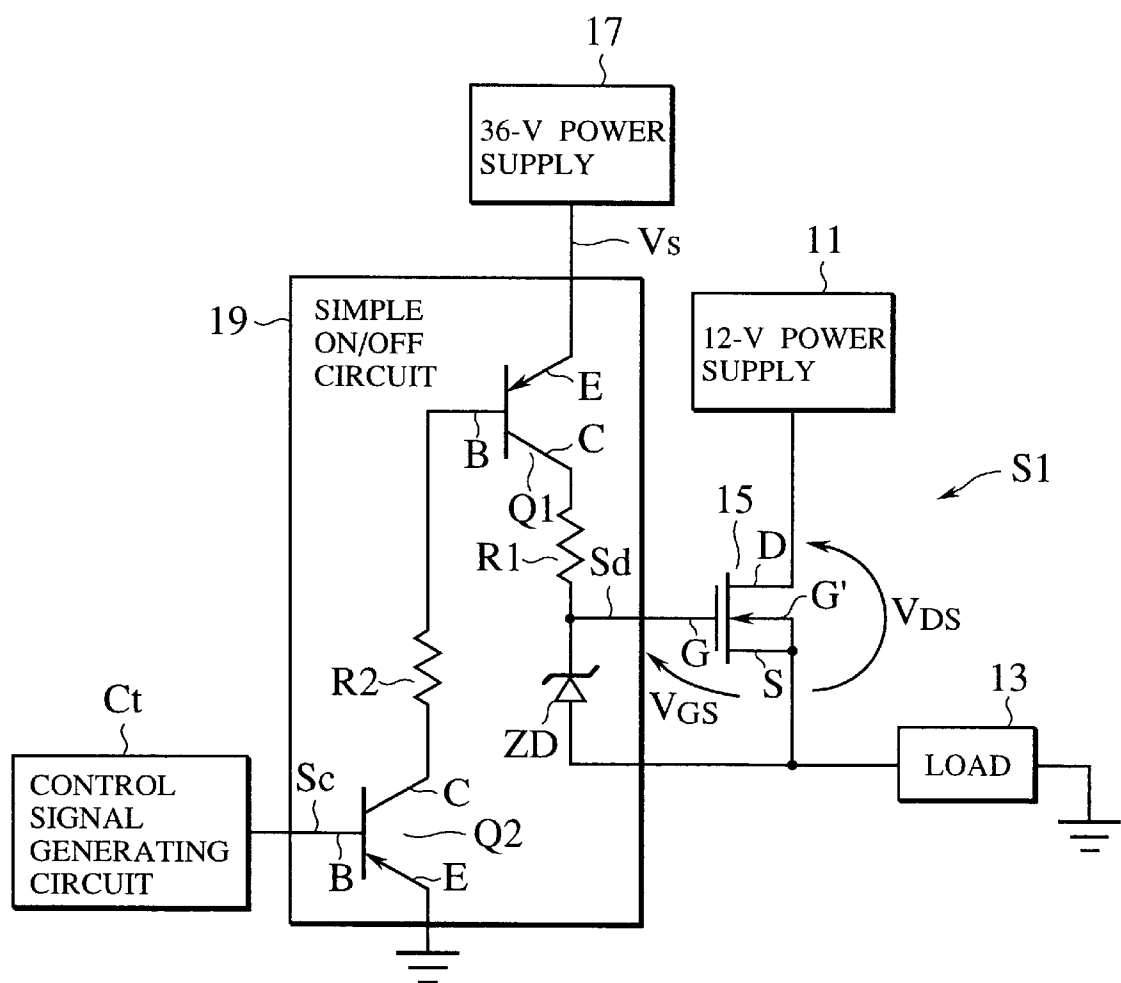 17
36-V POWER
SUPPLY
Vs
11
19
SIMPLE
ON/OFF
CIRCUIT
12-V POWER
SUPPLY
E
B
C
Q1
S1
15
R1
Sd
D
G'
VDS
G
S
R2
VGS
ZD
13
Ct
LOAD
CONTROL
SIGNAL
GENERATING
CIRCUIT
Sc
C
Q2
B
E